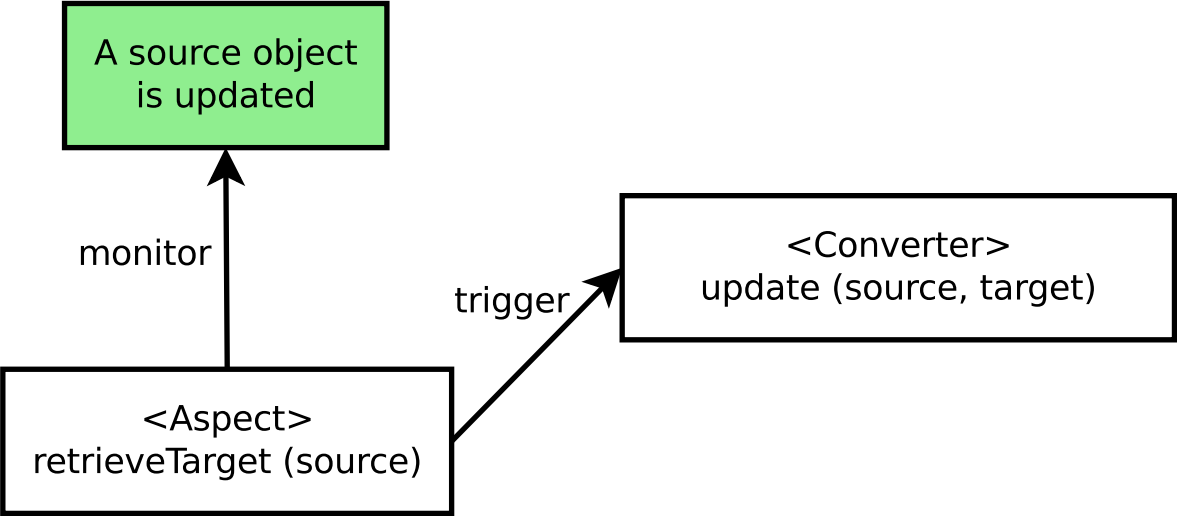 A source object
is updated
monitor
<Converter>
update (source, target)
trigger
<Aspect>
retrieveTarget (source)